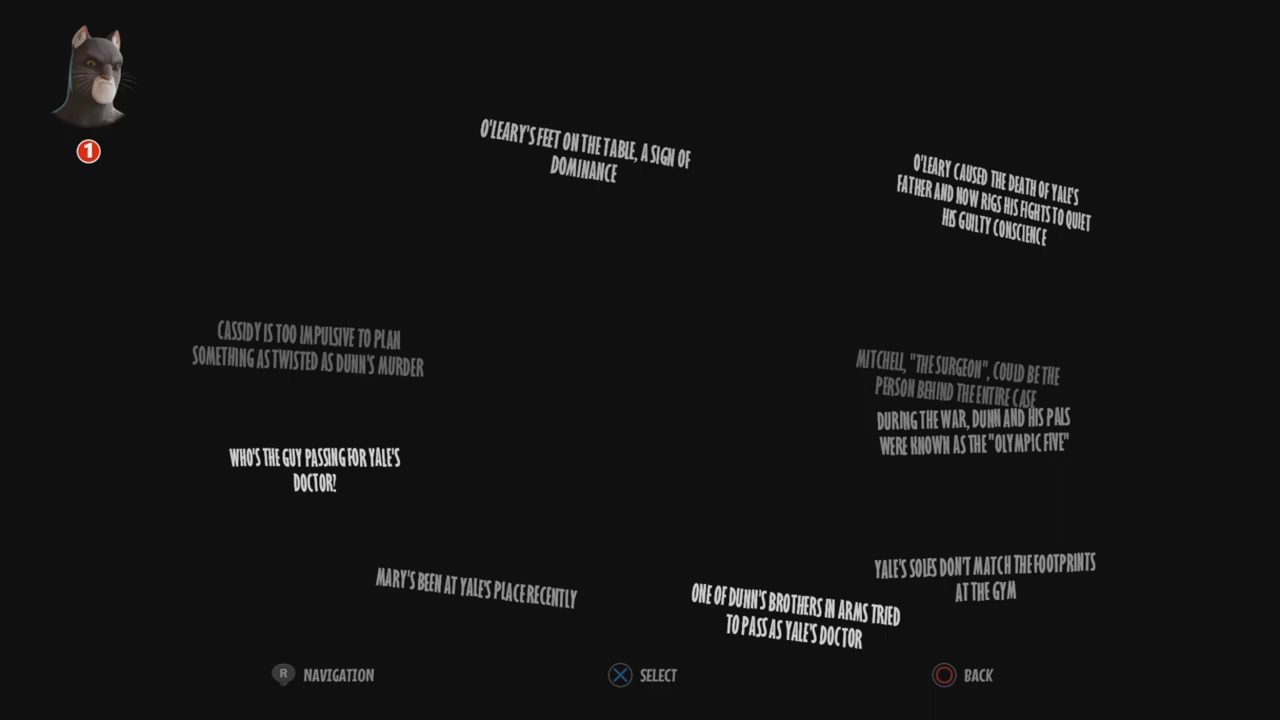 1
O'LEARY'S FEET ON THE TABLE, A SIGN OF
DOMINANCE
O'LEARY CAUSED THE DEATH OF YALE'S
FATHER AND NOW RIGS HIS FIGHTS TO QUIET
HIS GUILTY CONSCIENCE
CASSIDY IS TOO IMPULSIVE TO PLAN
SOMETHING AS TWISTED AS DUNN'S MURDER
MITCHELL, "THE SURGEON", COULD BE THE
PERSON BEHIND THE ENTIRE CASE
DURING THE WAR, DUNN AND HIS PALS
WERE KNOWN AS THE "OLYMPIC FIVE"
WHO'S THE GUY PASSING FOR YALE'S
DOCTOR?
YALE'S SOLES DON'T MATCH THE FOOTPRINTS
AT THE GYM
MARY'S BEEN AT YALE'S PLACE RECENTLY
ONE OF DUNN'S BROTHERS IN ARMS TRIED
TO PASS AS YALE'S DOCTOR
R NAVIGATION
SELECT
BACK